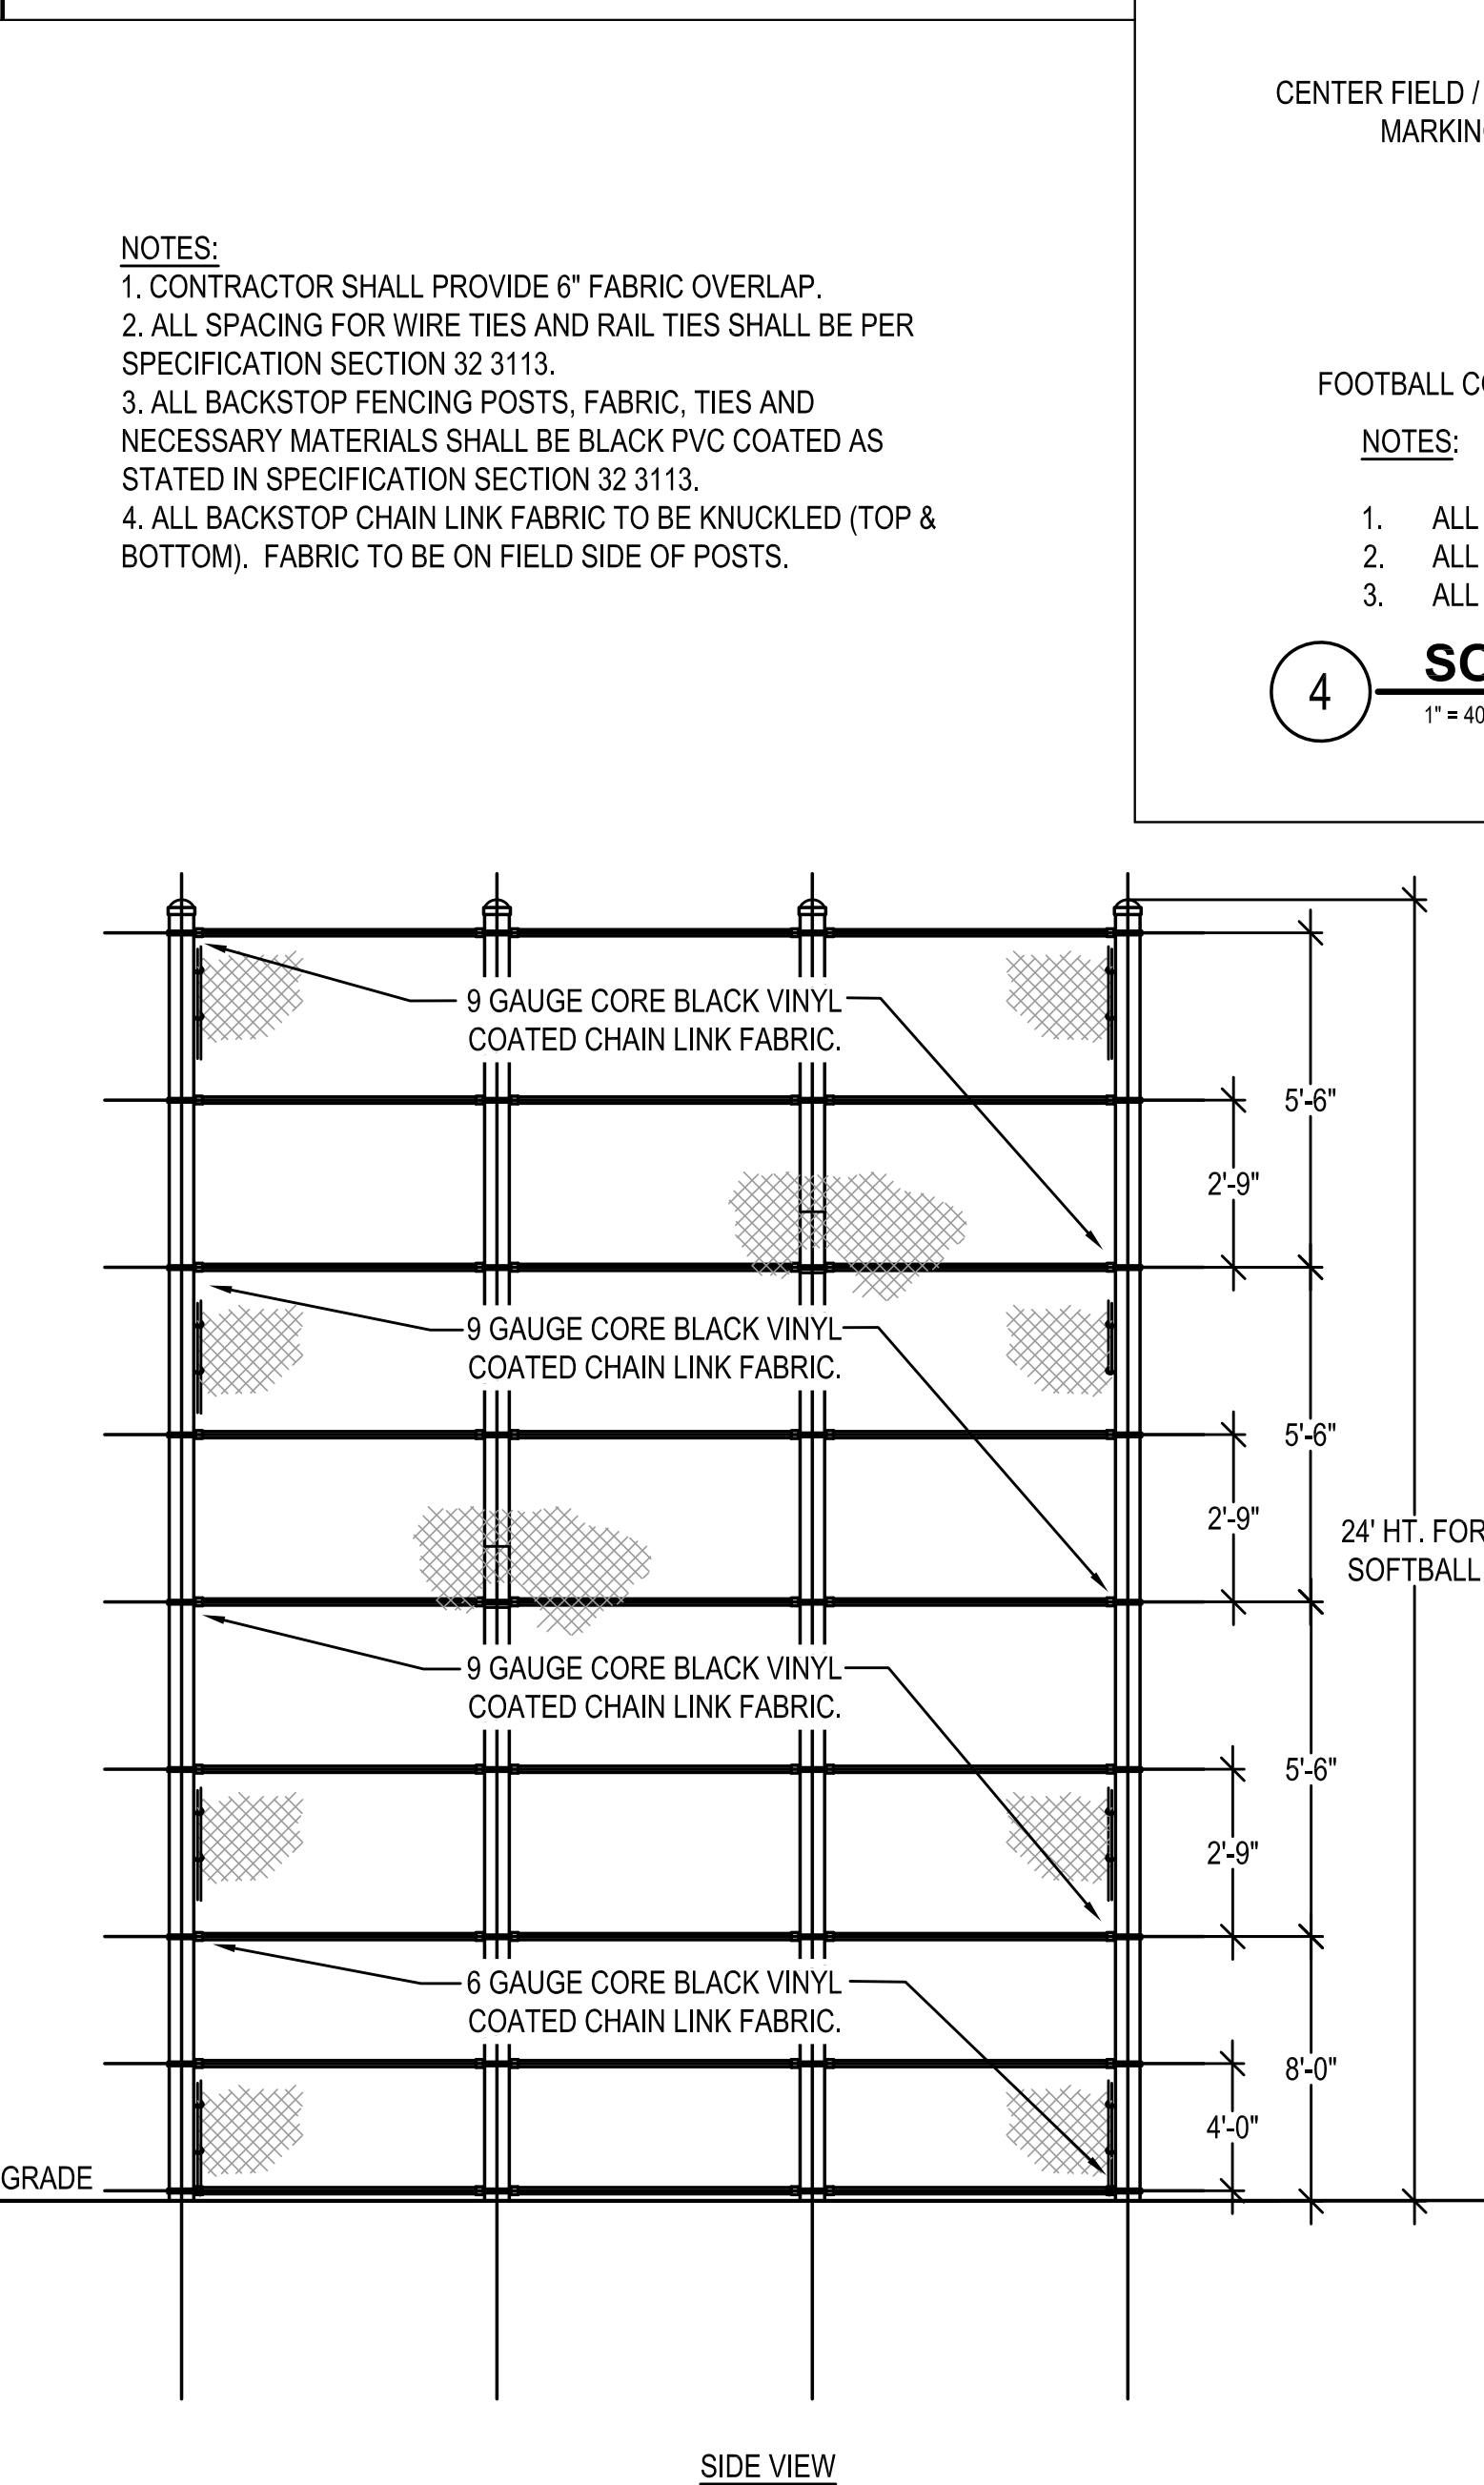 CENTER FIELD /
NOTES:
1. CONTRACTOR SHALL PROVIDE 6" FABRIC OVERLAP.
2. ALL SPACING FOR WIRE TIES AND RAIL TIES SHALL BE PER
SPECIFICATION SECTION 32 3113.
3. ALL BACKSTOP FENCING POSTS, FABRIC, TIES AND
NECESSARY MATERIALS SHALL BE BLACK PVC COATED AS
STATED IN SPECIFICATION SECTION 32 3113.
4. ALL BACKSTOP CHAIN LINK FABRIC TO BE KNUCKLED (TOP &
BOTTOM). FABRIC TO BE ON FIELD SIDE OF POSTS.
FOOTBALL
NOTES:
1. ALL
2. ALL
3. ALL
4
1" = 40
9 GAUGE CORE BLACK VINYL
COATED CHAIN LINK FABRIC.
5'-6"
2'-9"
9 GAUGE CORE BLACK VINYL
COATED CHAIN LINK FABRIC.
5'-6"
2'-9"
24' HT. FOR
SOFTBALL
9 GAUGE CORE BLACK VINYL
COATED CHAIN LINK FABRIC.
5'-6"
2'-9"
6 GAUGE CORE BLACK VINYL
COATED CHAIN LINK FABRIC.
8'-0"
4'-0"
GRADE
SIDE VIEW